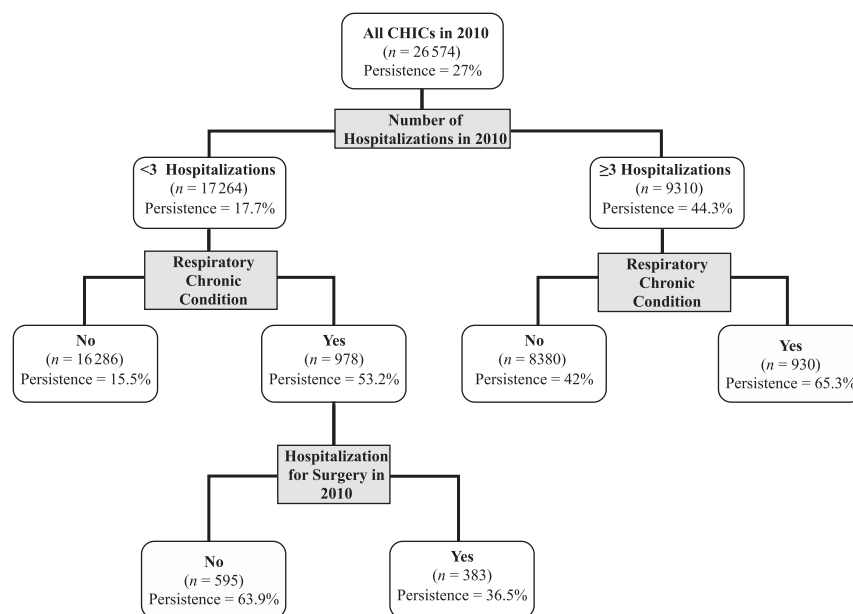 All CHICs in 2010
(n = 26 574)
Persistence = 27%
Number of
Hospitalizations in 2010
<3 Hospitalizations
(n = 17 264)
Persistence = 17.7%
≥3 Hospitalizations
(n = 9310)
Persistence = 44.3%
Respiratory
Chronic
Condition
Respiratory
Chronic
Condition
No
(n = 16 286)
Persistence = 15.5%
Yes
(n = 978)
Persistence = 53.2%
No
(n = 8380)
Persistence = 42%
Yes
(n = 930)
Persistence = 65.3%
Hospitalization
for Surgery in
2010
No
(n = 595)
Persistence = 63.9%
Yes
(n = 383)
Persistence = 36.5%